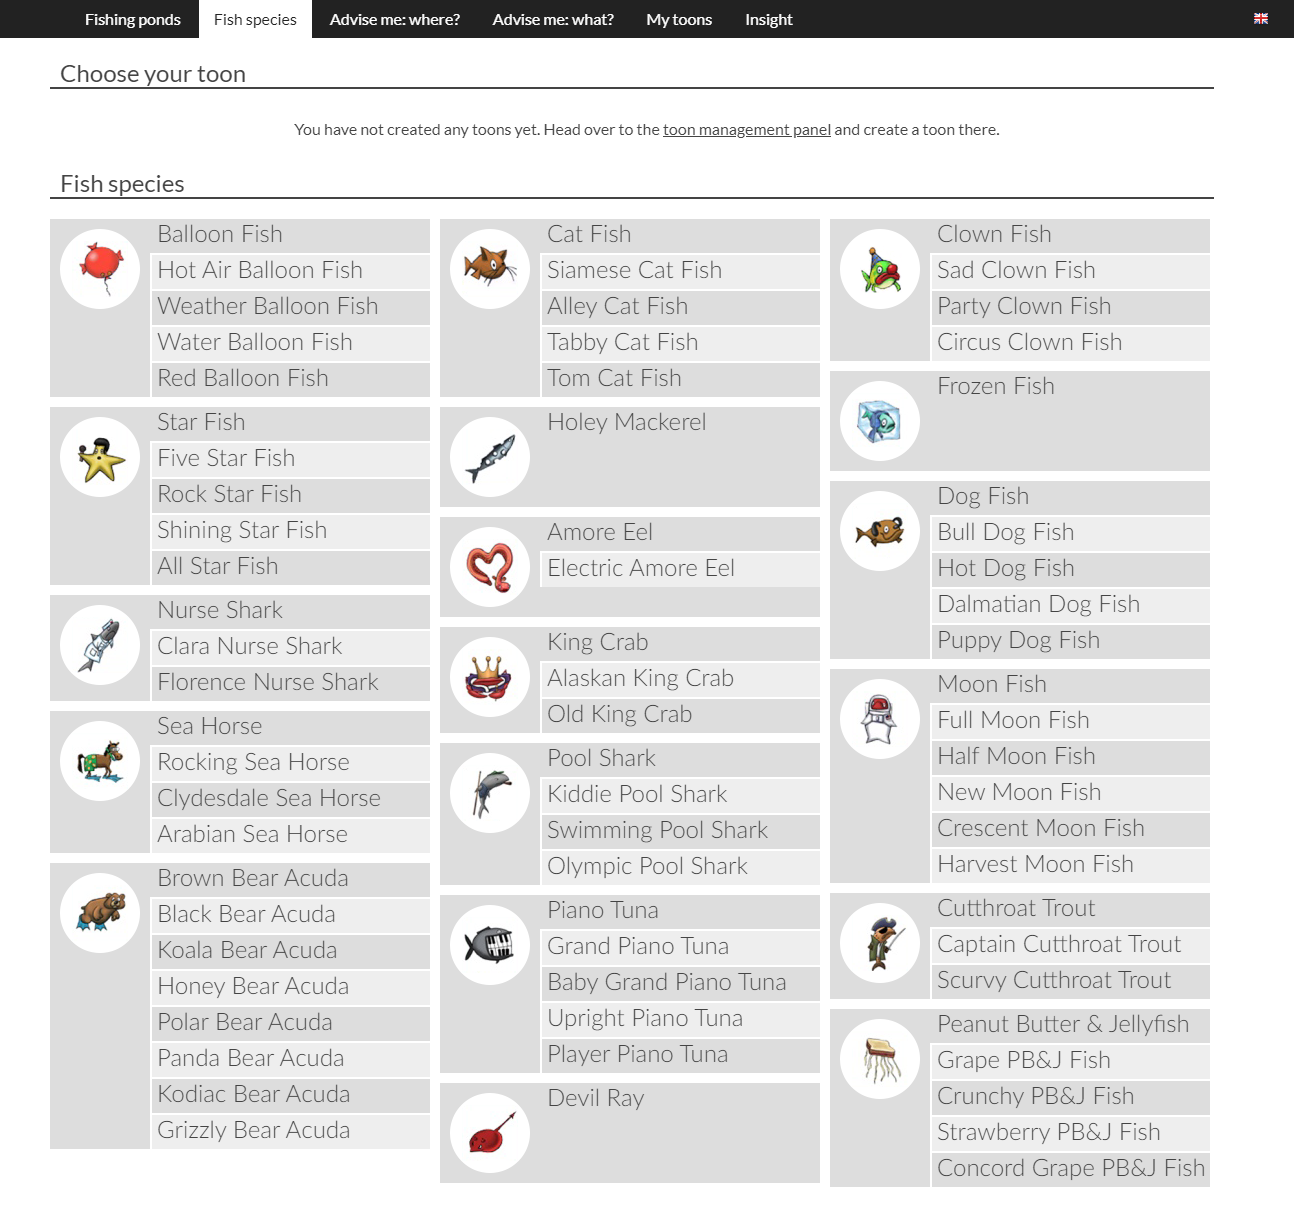 Fishing ponds Fish species Advise me: where? Advise me: what? My toons Insight
Choose your toon
You have not created any toons yet. Head over to the toon management panel and create a toon there.
Fish species
Balloon Fish
Hot Air Balloon Fish
Weather Balloon Fish
Water Balloon Fish
Red Balloon Fish
Star Fish
Five Star Fish
Rock Star Fish
Shining Star Fish
All Star Fish
Nurse Shark
Clara Nurse Shark
Florence Nurse Shark
Sea Horse
Rocking Sea Horse
Clydesdale Sea Horse
Arabian Sea Horse
Brown Bear Acuda
Black Bear Acuda
Koala Bear Acuda
Honey Bear Acuda
Polar Bear Acuda
Panda Bear Acuda
Kodiac Bear Acuda
Grizzly Bear Acuda
Cat Fish
Siamese Cat Fish
Alley Cat Fish
Tabby Cat Fish
Tom Cat Fish
Holey Mackerel
Amore Eel
Electric Amore Eel
King Crab
Alaskan King Crab
Old King Crab
Pool Shark
Kiddie Pool Shark
Swimming Pool Shark
Olympic Pool Shark
Piano Tuna
Grand Piano Tuna
Baby Grand Piano Tuna
Upright Piano Tuna
Player Piano Tuna
Devil Ray
Clown Fish
Sad Clown Fish
Party Clown Fish
Circus Clown Fish
Frozen Fish
Dog Fish
Bull Dog Fish
Hot Dog Fish
Dalmatian Dog Fish
Puppy Dog Fish
Moon Fish
Full Moon Fish
Half Moon Fish
New Moon Fish
Crescent Moon Fish
Harvest Moon Fish
Cutthroat Trout
Captain Cutthroat Trout
Scurvy Cutthroat Trout
Peanut Butter & Jellyfish
Grape PB&J Fish
Crunchy PB&J Fish
Strawberry PB&J Fish
Concord Grape PB&J Fish